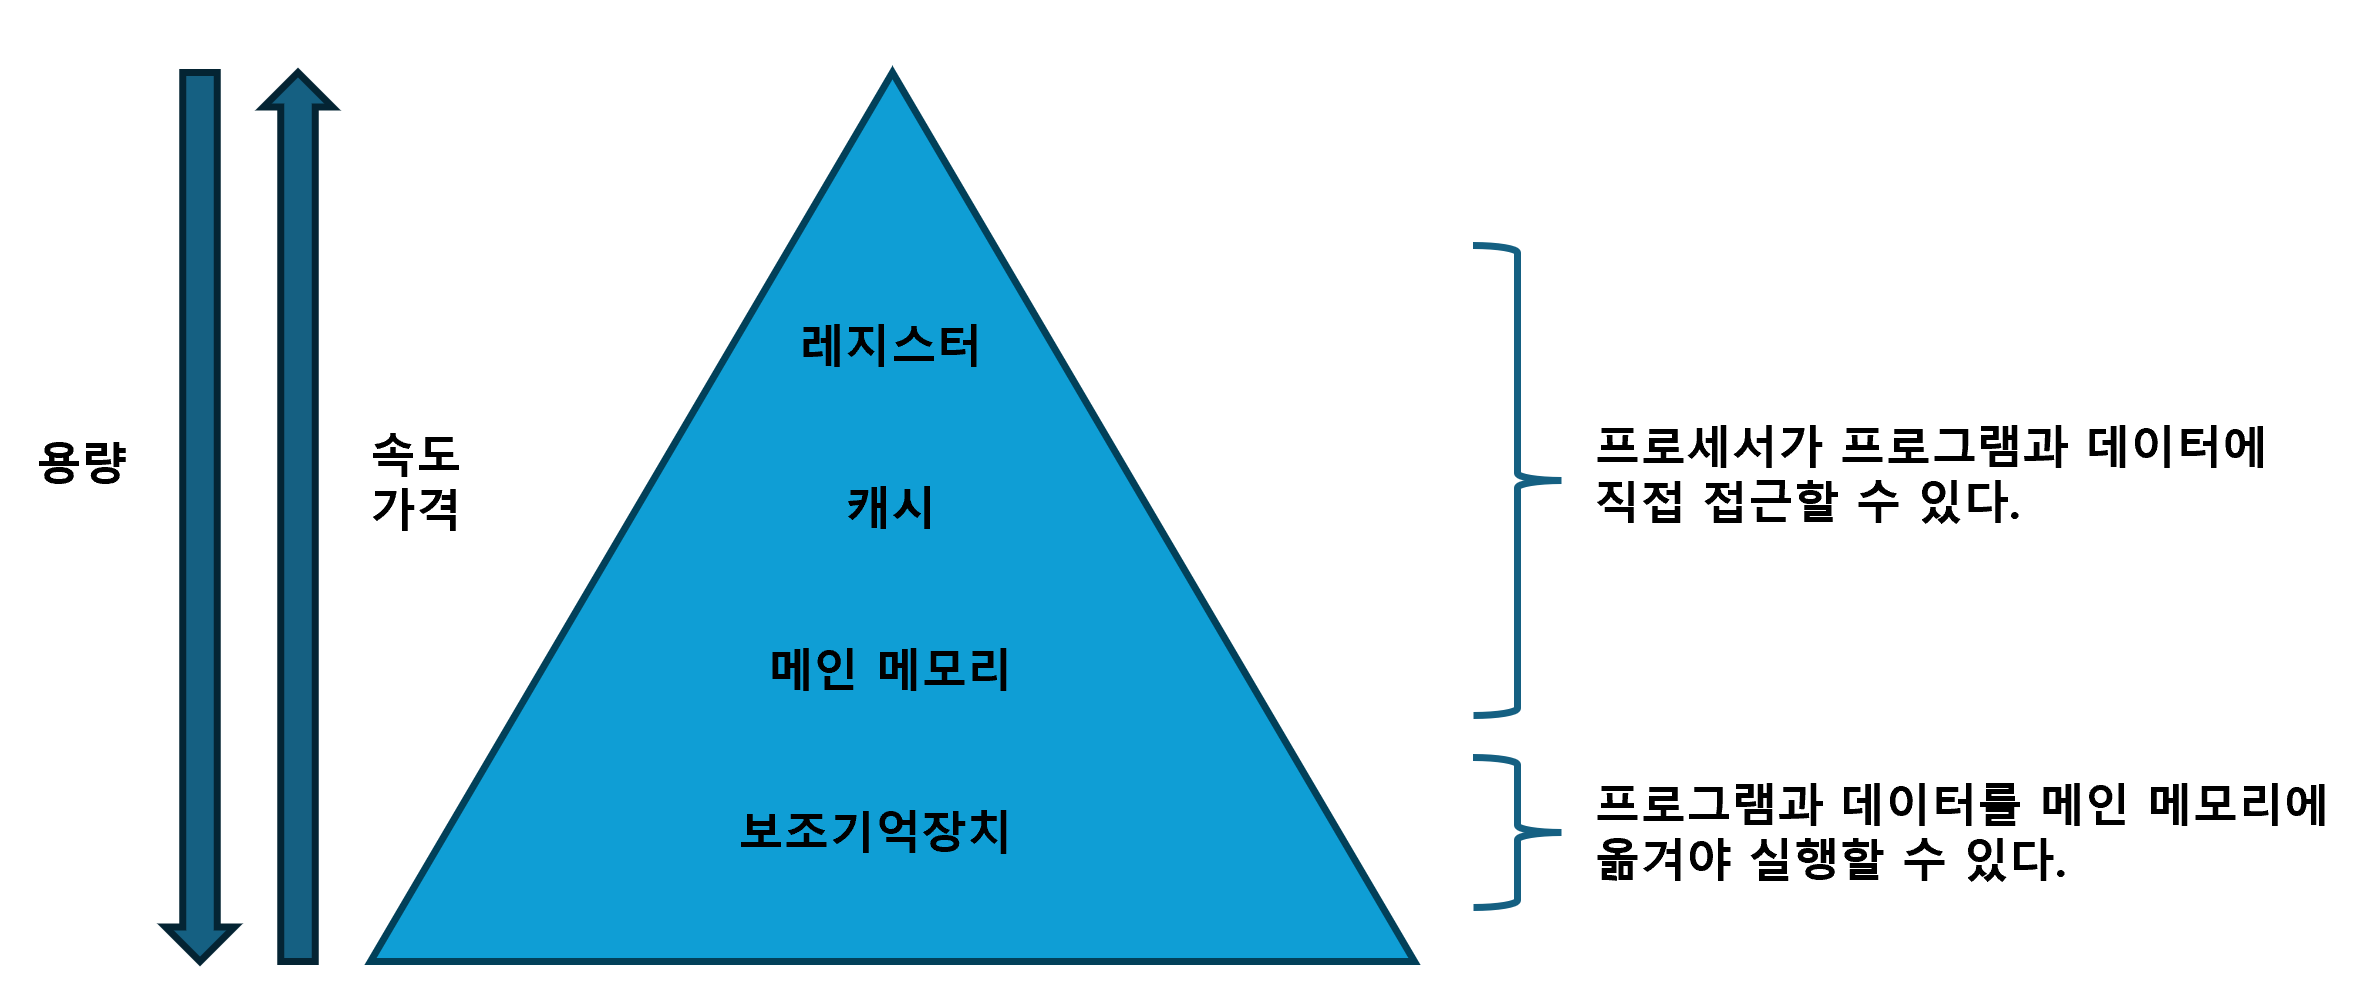 용량
속도
가격
레지스터
캐시
메인 메모리
보조기억장치
프로세서가 프로그램과 데이터에
직접 접근할 수 있다.
프로그램과 데이터를 메인 메모리에
옮겨야 실행할 수 있다.